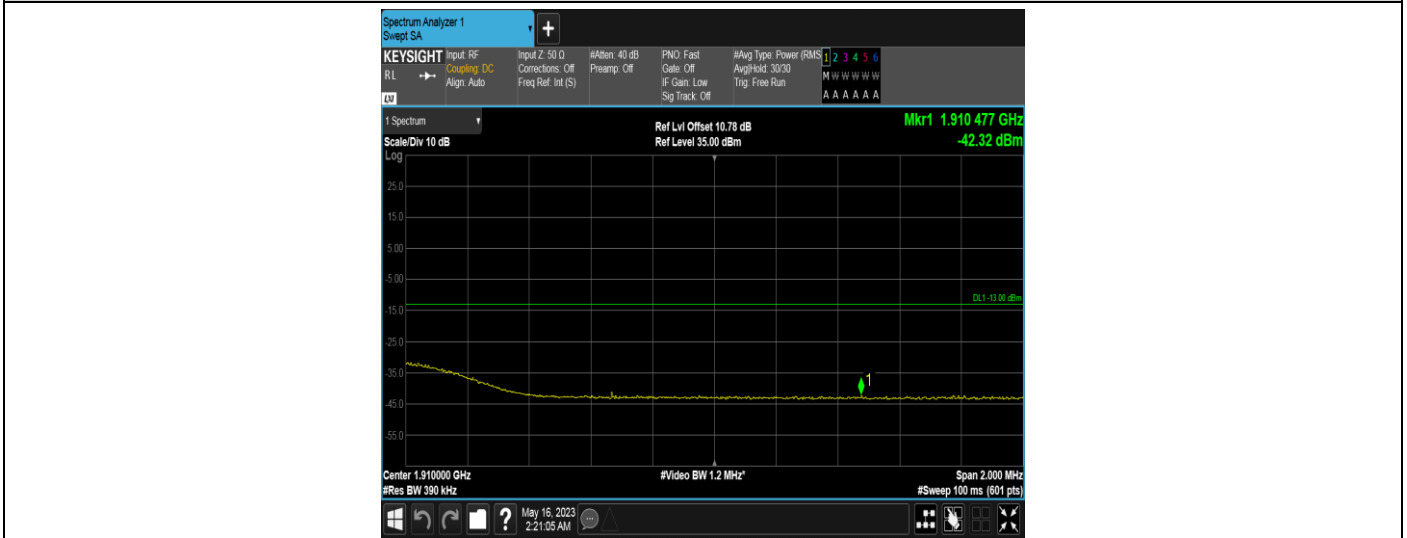 Spectrum Analyzer 1
Swept SA
+
KEYSIGHT
RL
LXI
Input: RF
Coupling: DC
Align: Auto
Input Z: 50 Ω
Corrections: Off
Freq Ref: Int (S)
#Atten: 40 dB
Preamp: Off
PNO: Fast
Gate: Off
IF Gain: Low
Sig Track: Off
#Avg Type: Power (RMS
Avg|Hold: 30/30
Trig: Free Run
1 2 3 4 5 6
M W W W W W
A A A A A A
1 Spectrum
Scale/Div 10 dB
Ref Lvl Offset 10.78 dB
Ref Level 35.00 dBm
Mkr1 1.910 477 GHz
-42.32 dBm
Log
25.0
15.0
5.00
-5.00
DL1 -13.00 dBm
-15.0
-25.0
-35.0
1
-45.0
-55.0
Center 1.910000 GHz
#Video BW 1.2 MHz*
Span 2.000 MHz
#Res BW 390 kHz
#Sweep 100 ms (601 pts)
?
May 16, 2023
2:21:05 AM